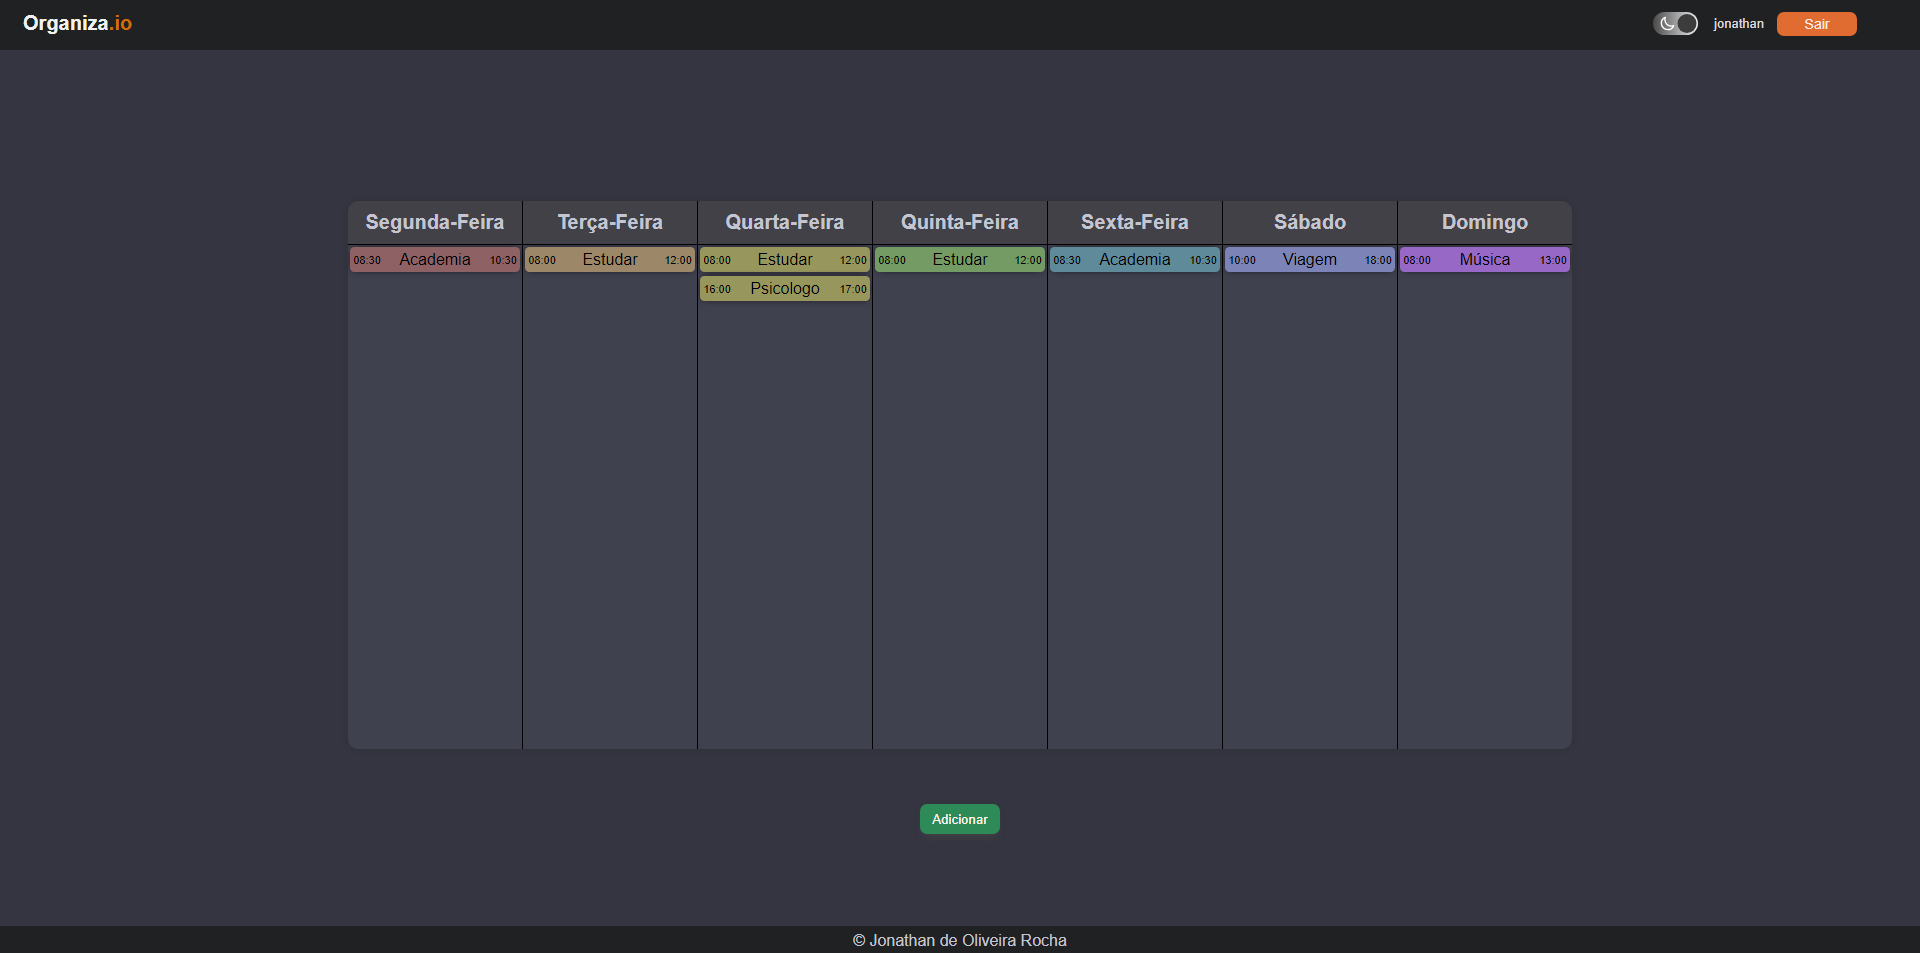 Organiza.io
jonathan
Sair
Segunda-Feira Terça-Feira Quarta-Feira Quinta-Feira Sexta-Feira Sábado Domingo
08:30 Academia 10:30 08:00 Estudar 12:00 08:00 Estudar 12:00 08:00 Estudar 12:00 08:30 Academia 10:30 10:00 Viagem 18:00 08:00 Música 13:00
16:00 Psicologo 17:00
Adicionar
© Jonathan de Oliveira Rocha